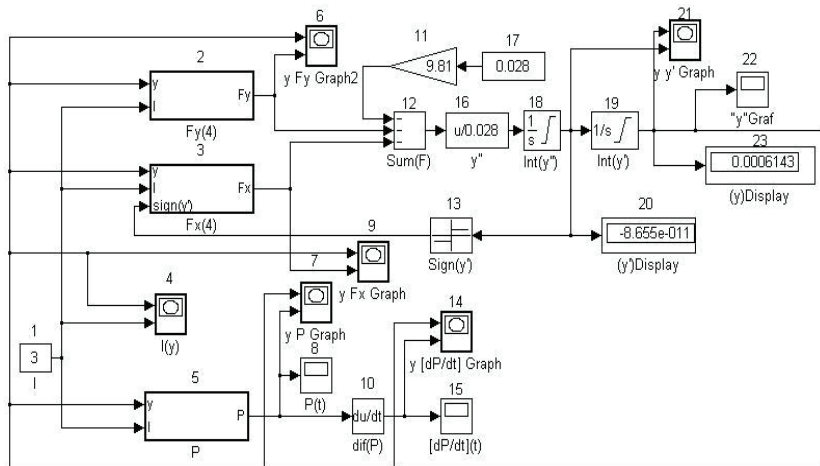 6
y Fy Graph2
2
y
I
Fy
Fy(4)
11
9.81
17
0.028
12
Sum(F)
16
u/0.028
y"
18
1
s
Int(y")
19
1/s
Int(y')
21
y y' Graph
22
"y"Graf
23
0.0006143
(y)Display
3
y
I
sign(y')
Fx
Fx(4)
13
Sign(y')
20
-8.655e-011
(y')Display
9
y Fx Graph
7
y P Graph
4
I(y)
14
y [dP/dt] Graph
1
3
I
8
P(t)
5
y
I
P
P
10
du/dt
dif(P)
15
[dP/dt](t)